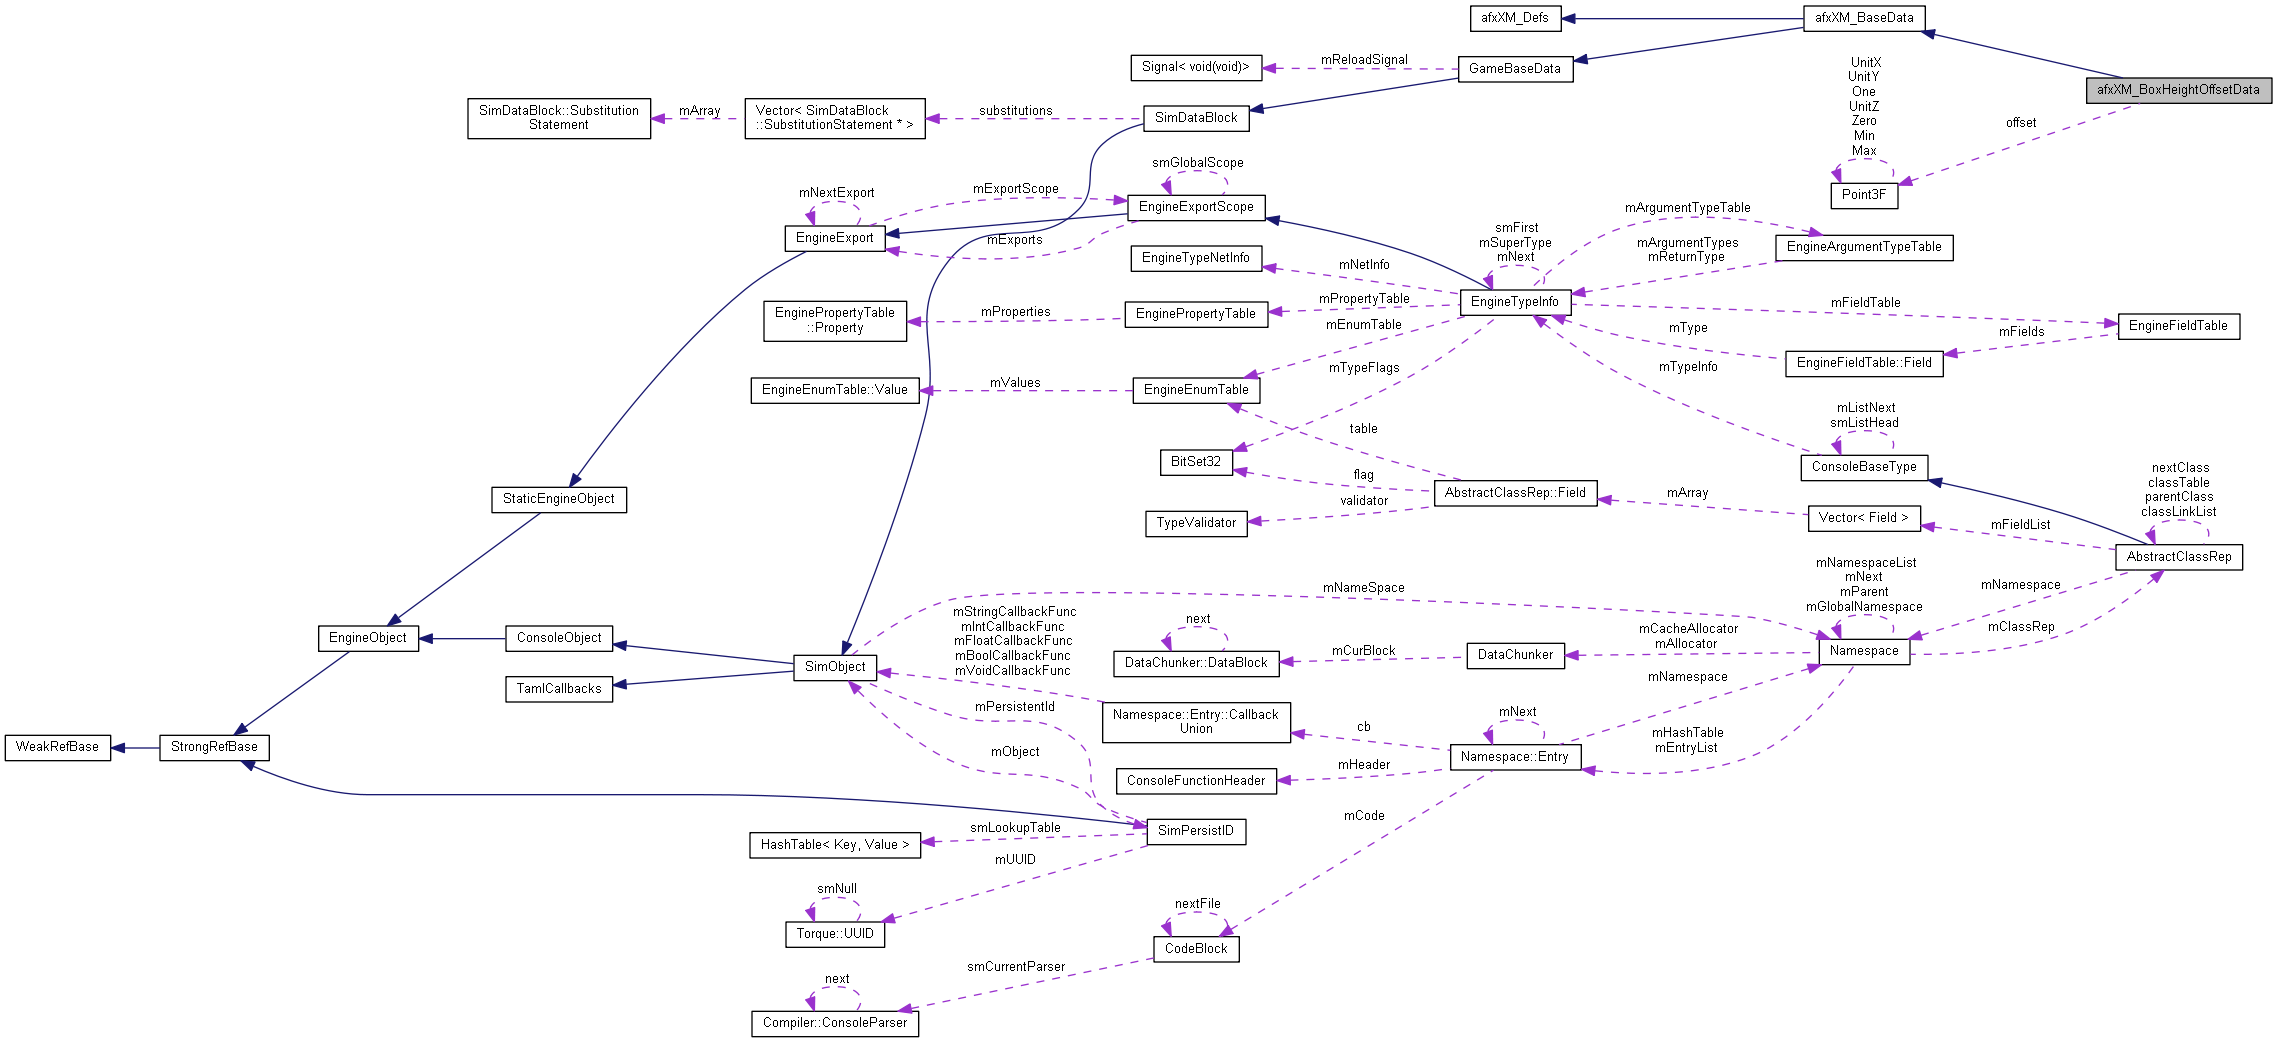 afxXM_Defs
afxXM_BaseData
Signal< void(void)>
mReloadSignal
GameBaseData
UnitX
UnitY
One
UnitZ
Zero
Min
Max
afxXM_BoxHeightOffsetData
SimDataBlock::Substitution
Statement
mArray
Vector< SimDataBlock
::SubstitutionStatement * >
substitutions
SimDataBlock
offset
smGlobalScope
mNextExport
mExportScope
EngineExportScope
Point3F
mArgumentTypeTable
EngineExport
mExports
smFirst
mSuperType
mNext
mArgumentTypes
mReturnType
EngineArgumentTypeTable
EngineTypeNetInfo
mNetInfo
EngineTypeInfo
EnginePropertyTable
::Property
mProperties
EnginePropertyTable
mPropertyTable
mFieldTable
EngineFieldTable
mEnumTable
mType
mFields
EngineFieldTable::Field
mTypeFlags
mTypeInfo
EngineEnumTable::Value
mValues
EngineEnumTable
mListNext
smListHead
table
BitSet32
ConsoleBaseType
flag
AbstractClassRep::Field
mArray
nextClass
classTable
parentClass
classLinkList
StaticEngineObject
validator
TypeValidator
Vector< Field >
mFieldList
AbstractClassRep
mNameSpace
mNamespaceList
mNext
mParent
mGlobalNamespace
mNamespace
mClassRep
mStringCallbackFunc
mIntCallbackFunc
mFloatCallbackFunc
mBoolCallbackFunc
mVoidCallbackFunc
next
mCacheAllocator
mAllocator
EngineObject
ConsoleObject
SimObject
DataChunker::DataBlock
mCurBlock
DataChunker
Namespace
TamlCallbacks
mPersistentId
mNamespace
Namespace::Entry::Callback
Union
cb
mNext
mHashTable
mEntryList
WeakRefBase
StrongRefBase
mObject
Namespace::Entry
ConsoleFunctionHeader
mHeader
mCode
HashTable< Key, Value >
smLookupTable
SimPersistID
mUUID
smNull
Torque::UUID
nextFile
CodeBlock
smCurrentParser
next
Compiler::ConsoleParser